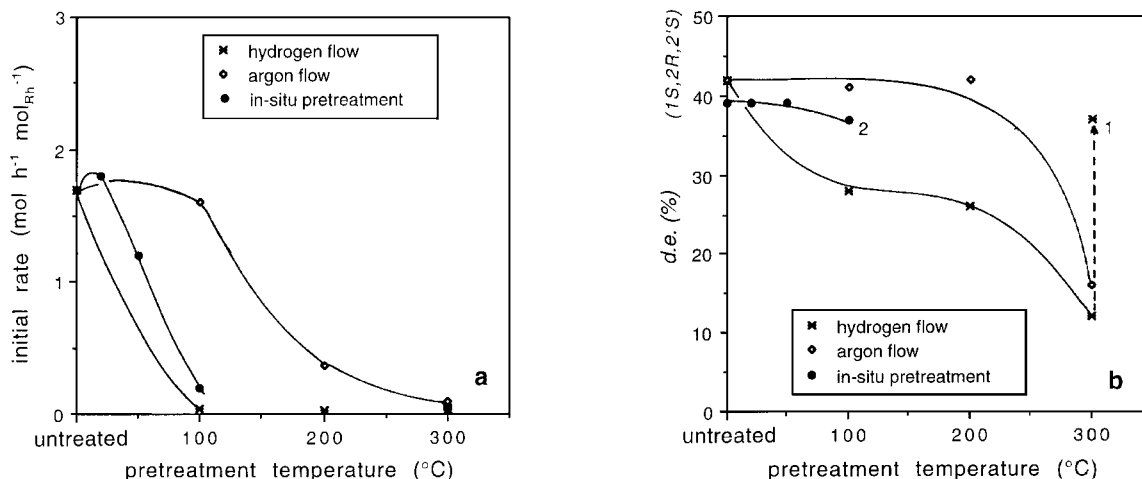 3
hydrogen flow
argon flow
in-situ pretreatment
2
1
0
initial rate (mol h⁻¹ mol_Rh⁻¹)
a
untreated 100 200 300
pretreatment temperature (°C)
50
40
30
20
10
0
d.e. (%) (1S,2R,2'S)
1
2
hydrogen flow
argon flow
in-situ pretreatment
b
untreated 100 200 300
pretreatment temperature (°C)